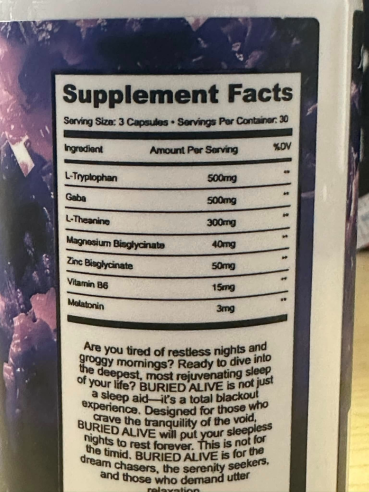 Supplement Facts
Serving Size: 3 Capsules • Servings Per Container: 30
Ingredient Amount Per Serving %DV
L-Tryptophan 500mg **
Gaba 500mg **
L-Theanine 300mg **
Magnesium Bisglycinate 40mg **
Zinc Bisglycinate 50mg **
Vitamin B6 15mg **
Melatonin 3mg **
Are you tired of restless nights and
groggy mornings? Ready to dive into
the deepest, most rejuvenating sleep
of your life? BURIED ALIVE is not just
a sleep aid—it's a total blackout
experience. Designed for those who
crave the tranquility of the void,
BURIED ALIVE will put your sleepless
nights to rest forever. This is not for
the timid. BURIED ALIVE is for the
dream chasers, the serenity seekers,
and those who demand utter
relaxation